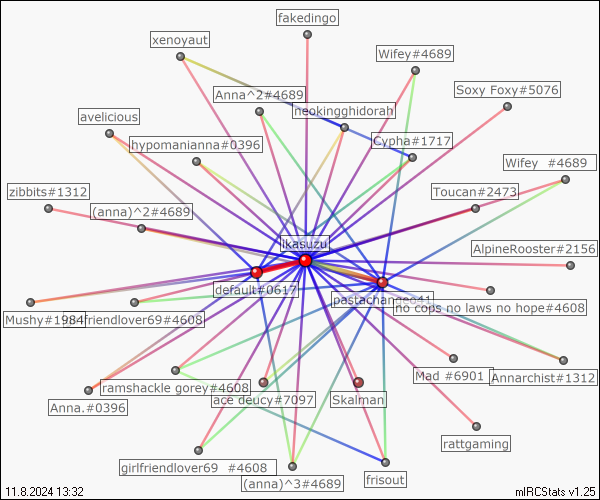 fakedingo
xenoyaut
Wifey#4689
Soxy Foxy#5076
Anna^2#4689
neokingghidorah
avelicious
hypomanianna#0396
Cypha#1717
Wifey #4689
zibbits#1312
Toucan#2473
(anna)^2#4689
ikasuzu
AlpineRooster#2156
default#0617
pastachanced41
no cops no laws no hope#4608
Mushy#1984
friendlover69#4608
ramshackle gorey#4608
ace deucy#7097
Skalman
Mad #6901
Annarchist#1312
Anna.#0396
rattgaming
girlfriendlover69 #4608
(anna)^3#4689
frisout
11.8.2024 13:32
mIRCStats v1.25